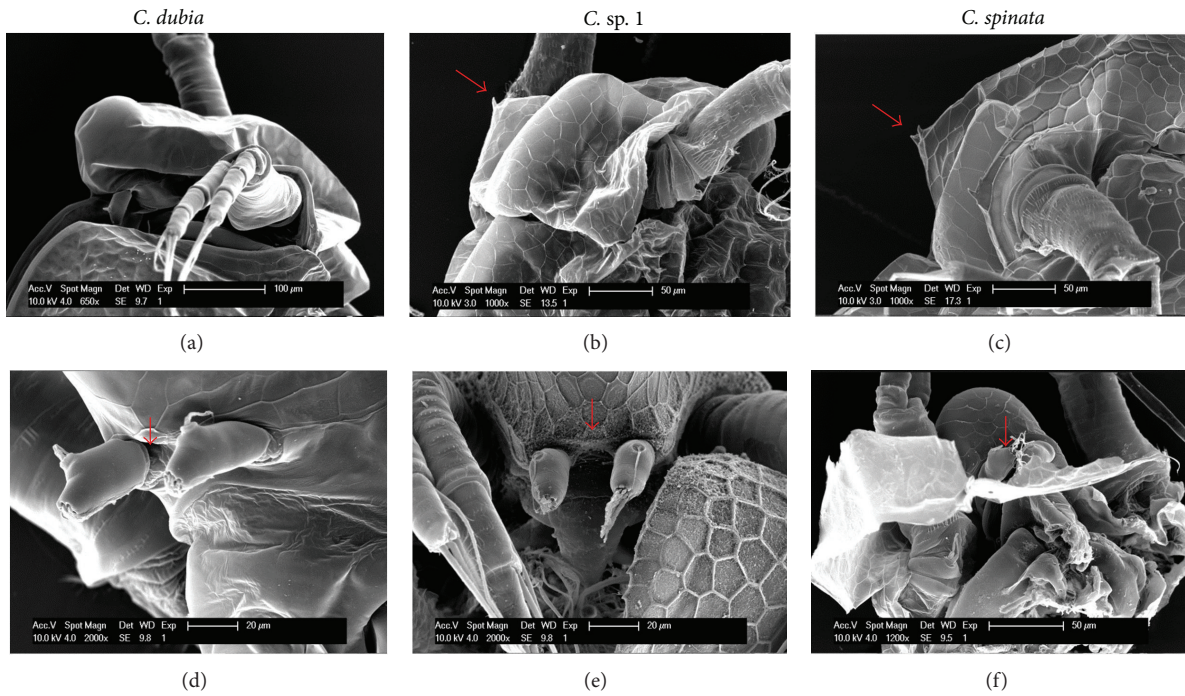 C. dubia
C. sp. 1
C. spinata
Acc.V Spot Magn Det WD Exp 100 µm
10.0 kV 4.0 650x SE 9.7 1
Acc.V Spot Magn Det WD Exp 50 µm
10.0 kV 3.0 1000x SE 13.5 1
Acc.V Spot Magn Det WD Exp 50 µm
10.0 kV 3.0 1000x SE 17.3 1
(a)
(b)
(c)
Acc.V Spot Magn Det WD Exp 20 µm
10.0 kV 4.0 2000x SE 9.8 1
Acc.V Spot Magn Det WD Exp 20 µm
10.0 kV 4.0 2000x SE 9.8 1
Acc.V Spot Magn Det WD Exp 50 µm
10.0 kV 4.0 1200x SE 9.5 1
(d)
(e)
(f)